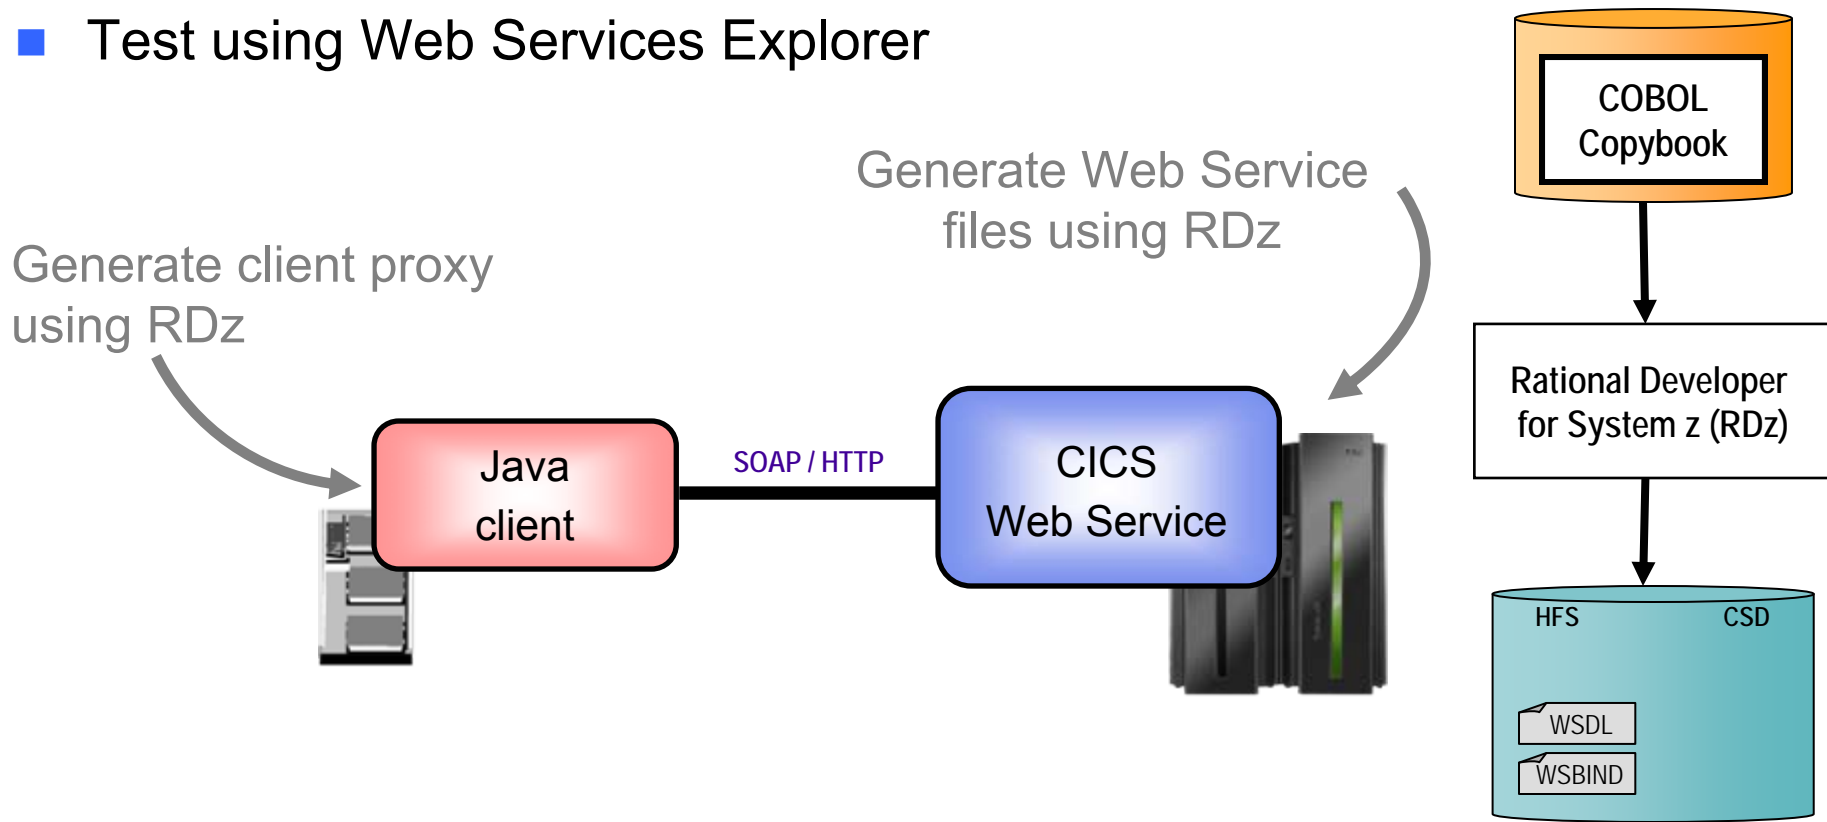 Test using Web Services Explorer
COBOL
Copybook
Generate Web Service
files using RDz
Generate client proxy
using RDz
Rational Developer
for System z (RDz)
Java
client
SOAP / HTTP
CICS
Web Service
HFS CSD
WSDL
WSBIND